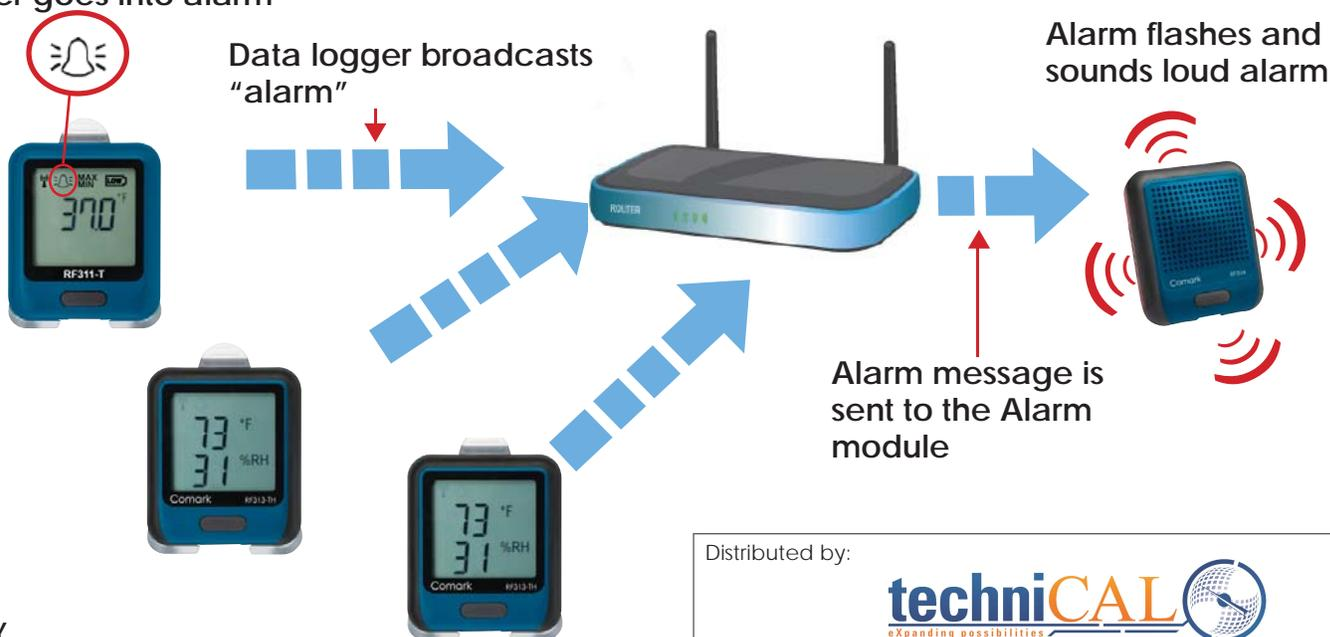 er goes into alarm
Data logger broadcasts
“alarm”
Alarm flashes and
sounds loud alarm
MAX
MIN
LOW
37.0 °F
RF311-T
ROUTER
Comark
Alarm message is
sent to the Alarm
module
73 °F
31 %RH
Comark RF313-TH
73 °F
31 %RH
Comark RF313-TH
Distributed by:
techniCAL
eXpanding possibilities